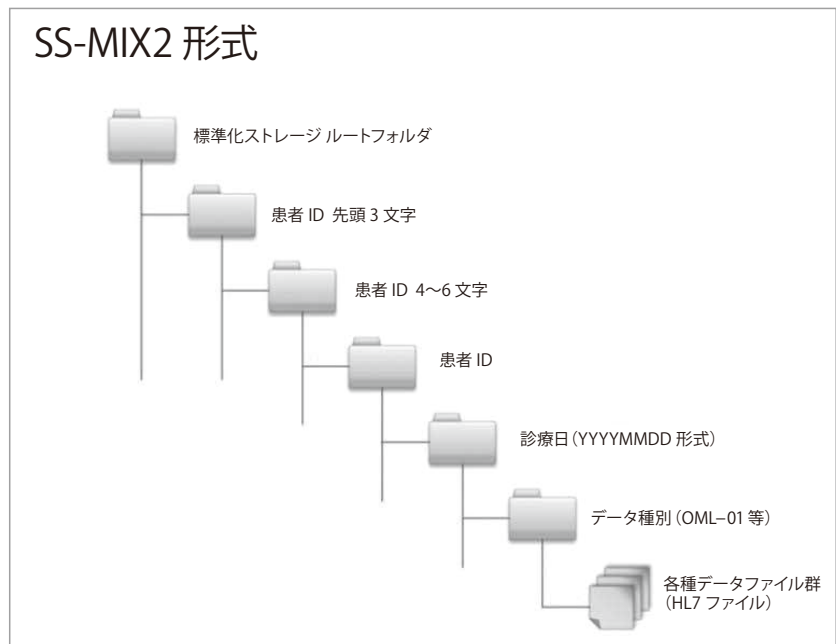 SS-MIX2 形式
標準化ストレージ ルートフォルダ
患者 ID 先頭 3 文字
患者 ID 4〜6 文字
患者 ID
診療日（YYYYMMDD 形式）
データ種別（OML−01 等）
各種データファイル群
（HL7 ファイル）